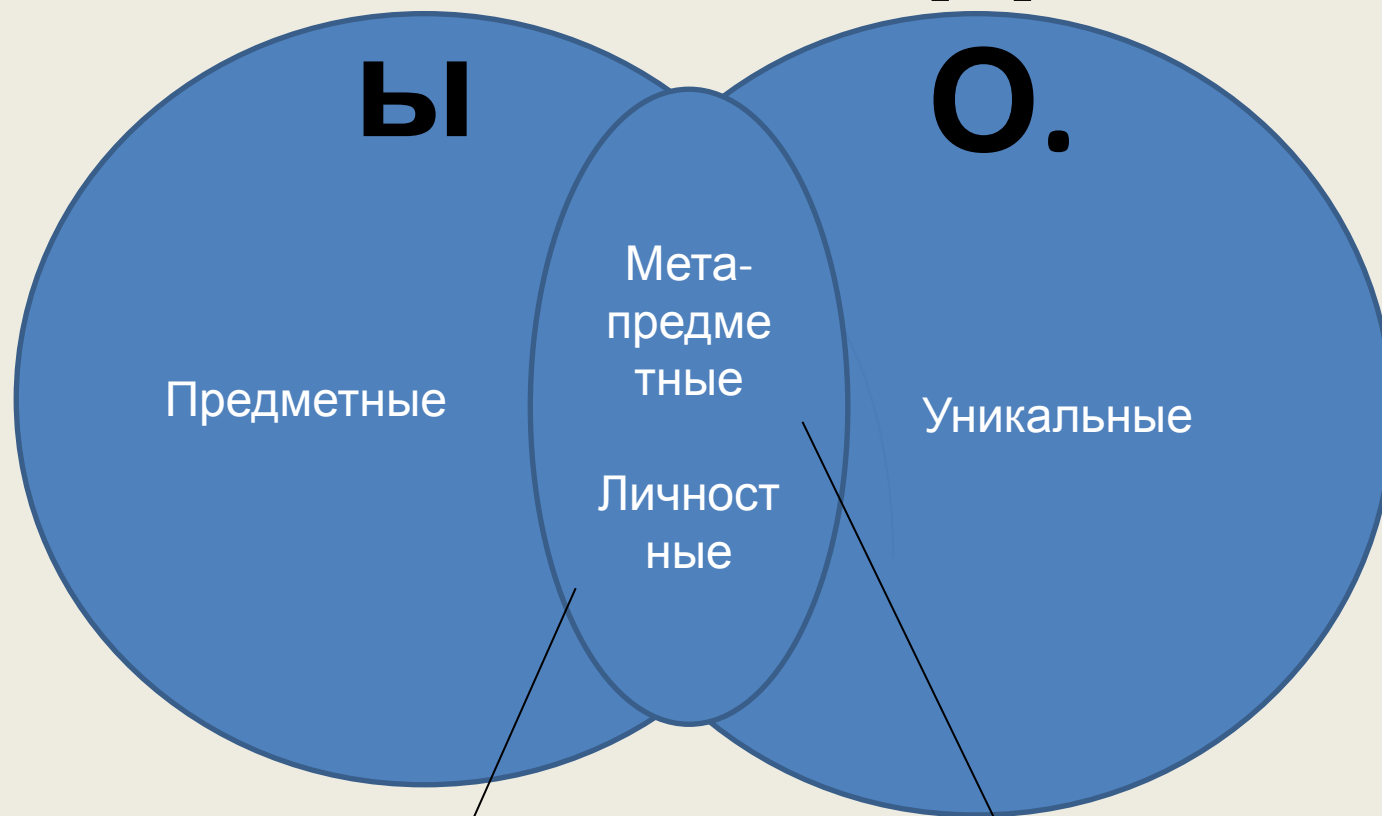 ы
О.
Мета-
предме
тные
Предметные
Уникальные
Личност
ные